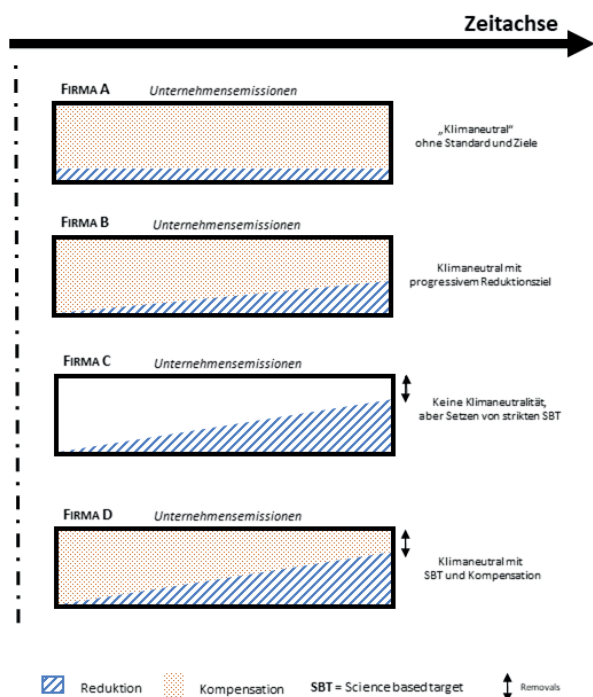 Zeitachse
FIRMA A Unternehmensemissionen
„Klimaneutral“
ohne Standard und Ziele
FIRMA B Unternehmensemissionen
Klimaneutral mit
progressivem Reduktionsziel
FIRMA C Unternehmensemissionen
Keine Klimaneutralität,
aber Setzen von strikten SBT
FIRMA D Unternehmensemissionen
Klimaneutral mit
SBT und Kompensation
Reduktion Kompensation SBT = Science based target Removals